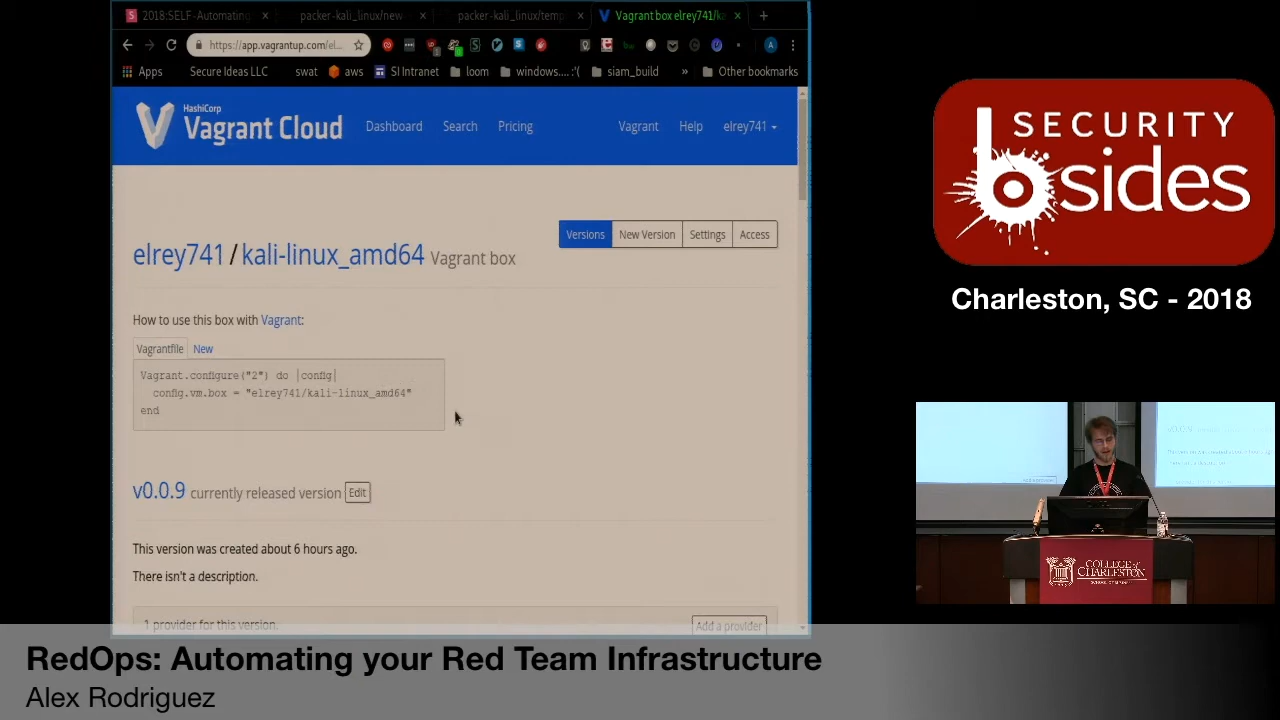 2018:SELF-Automating
packer-kali_linux/new
packer-kali_linux/temp
Vagrant box elrey741/k
https://app.vagrantup.com/el...
Apps
Secure Ideas LLC
swat
aws
SI Intranet
loom
windows.... :'(
siam_build
»
Other bookmarks
HashiCorp
Vagrant Cloud
Dashboard
Search
Pricing
Vagrant
Help
elrey741
Versions
New Version
Settings
Access
elrey741 / kali-linux_amd64 Vagrant box
How to use this box with Vagrant:
Vagrantfile
New
Vagrant.configure("2") do |config|
config.vm.box = "elrey741/kali-linux_amd64"
end
v0.0.9 currently released version Edit
This version was created about 6 hours ago.
There isn't a description.
1 provider for this version.
Add a provider
SECURITY
bsides
Charleston, SC - 2018
v0.0.9
COLLEGE of
CHARLESTON
RedOps: Automating your Red Team Infrastructure
Alex Rodriguez